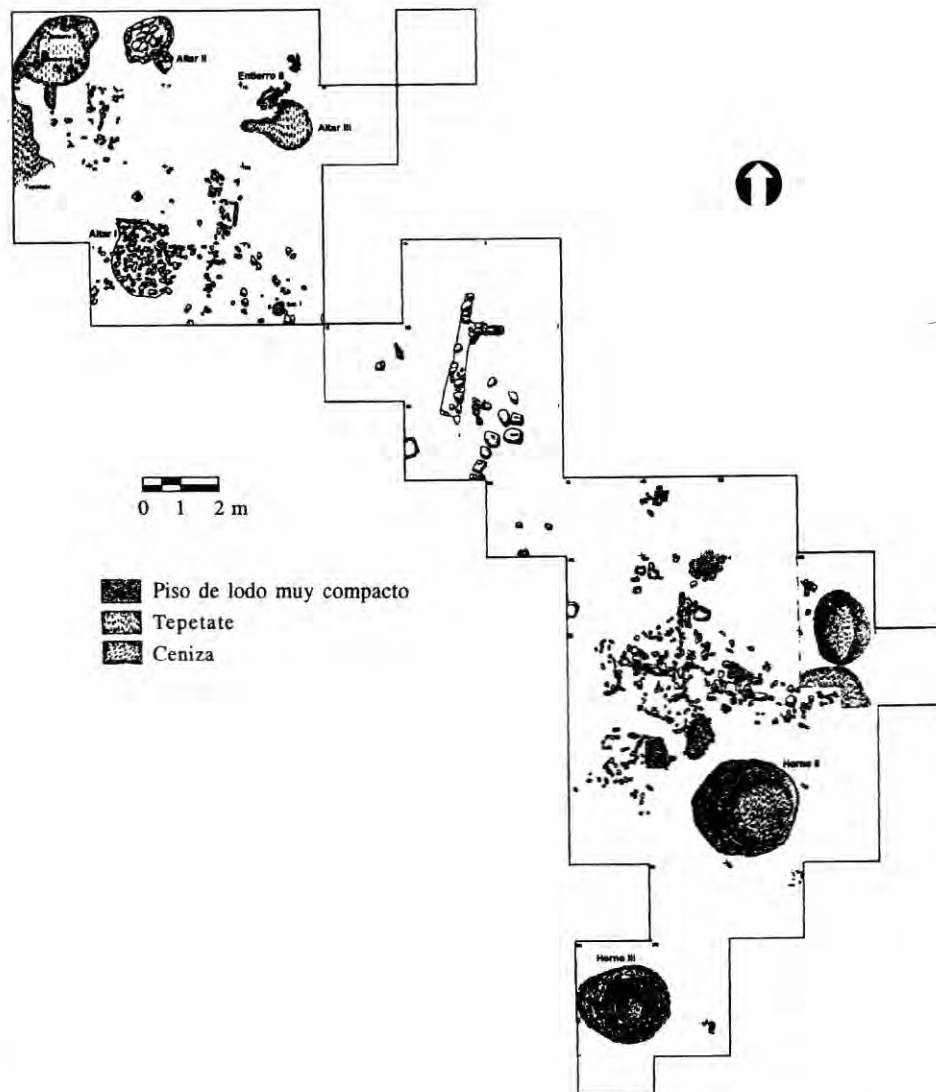 Altar II
Entierro II
Altar III
Tepetate
Altar I
0 1 2 m
Piso de lodo muy compacto
Tepetate
Ceniza
Horno II
Horno III